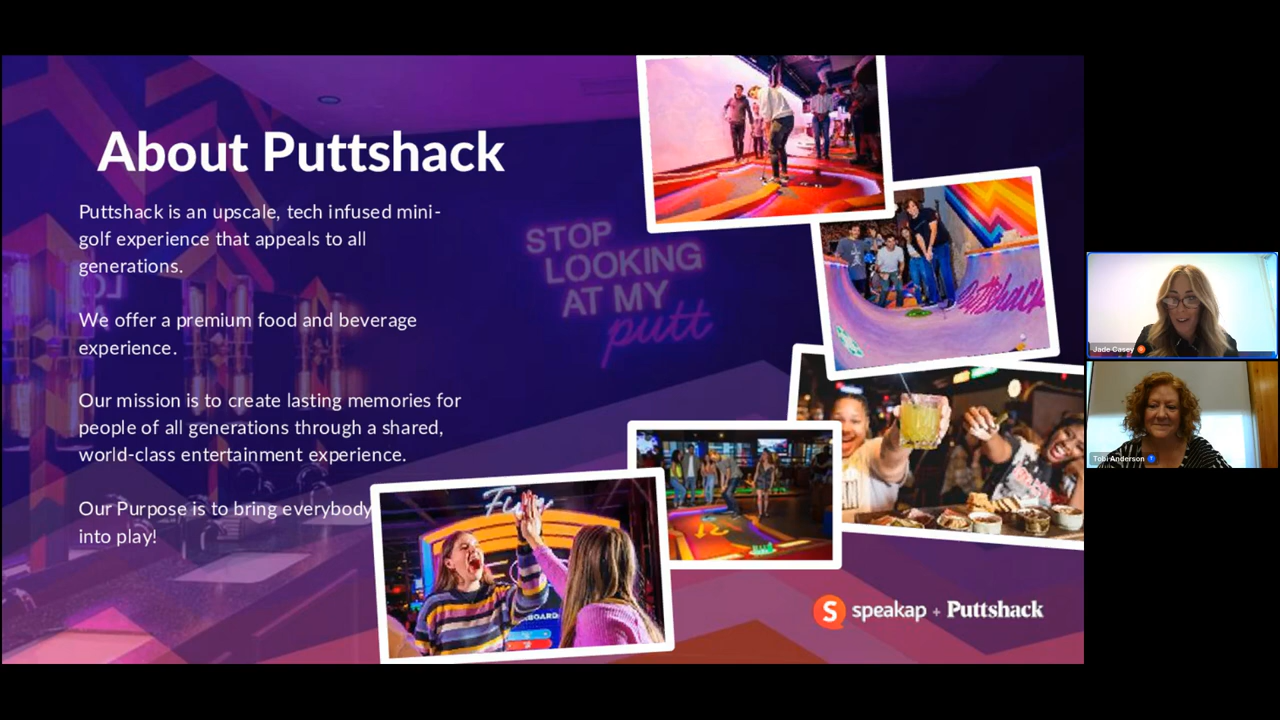 About Puttshack
Puttshack is an upscale, tech infused mini-
golf experience that appeals to all
generations.
We offer a premium food and beverage
experience.
Our mission is to create lasting memories for
people of all generations through a shared,
world-class entertainment experience.
Our Purpose is to bring everybody
into play!
STOP
LOOKING
AT MY
putt
Puttshack
21
speakap + Puttshack
Jade Casey
Tobi Anderson